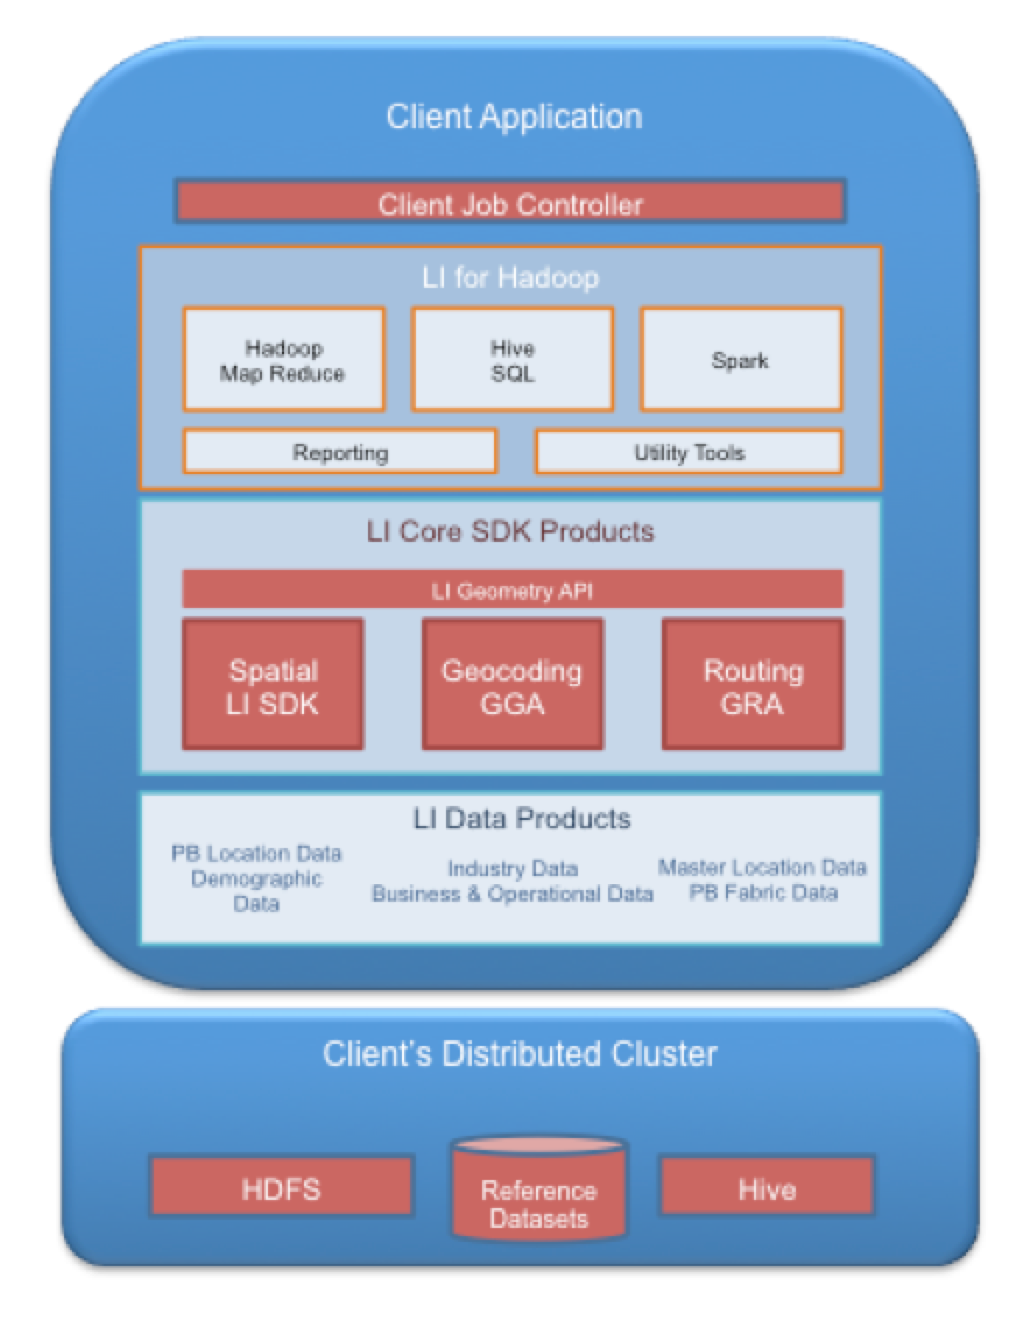 Client Application
Client Job Controller
LI for Hadoop
Hadoop
Map Reduce
Hive
SQL
Spark
Reporting
Utility Tools
LI Core SDK Products
LI Geometry API
Spatial
LI SDK
Geocoding
GGA
Routing
GRA
LI Data Products
PB Location Data
Demographic
Data
Industry Data
Business & Operational Data
Master Location Data
PB Fabric Data
Client's Distributed Cluster
HDFS
Reference
Datasets
Hive